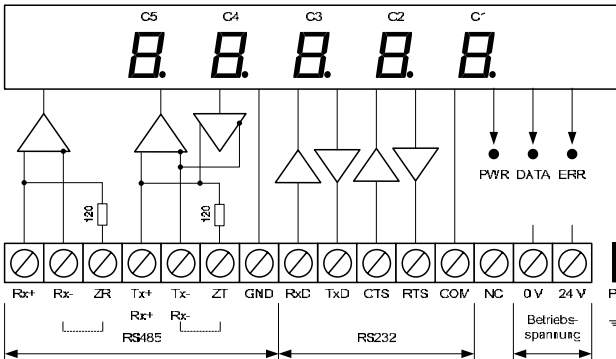 C5 C4 C3 C2 C1
8. 8. 8. 8. 8.
PWR DATA ERR
120 120
Rx+ Rx- ZR Tx+ Tx- ZT GND RxD TxD CTS RTS COM NC 0 V 24 V P
Rx+ Rx-
RS485 RS232
Betriebs-
spannung